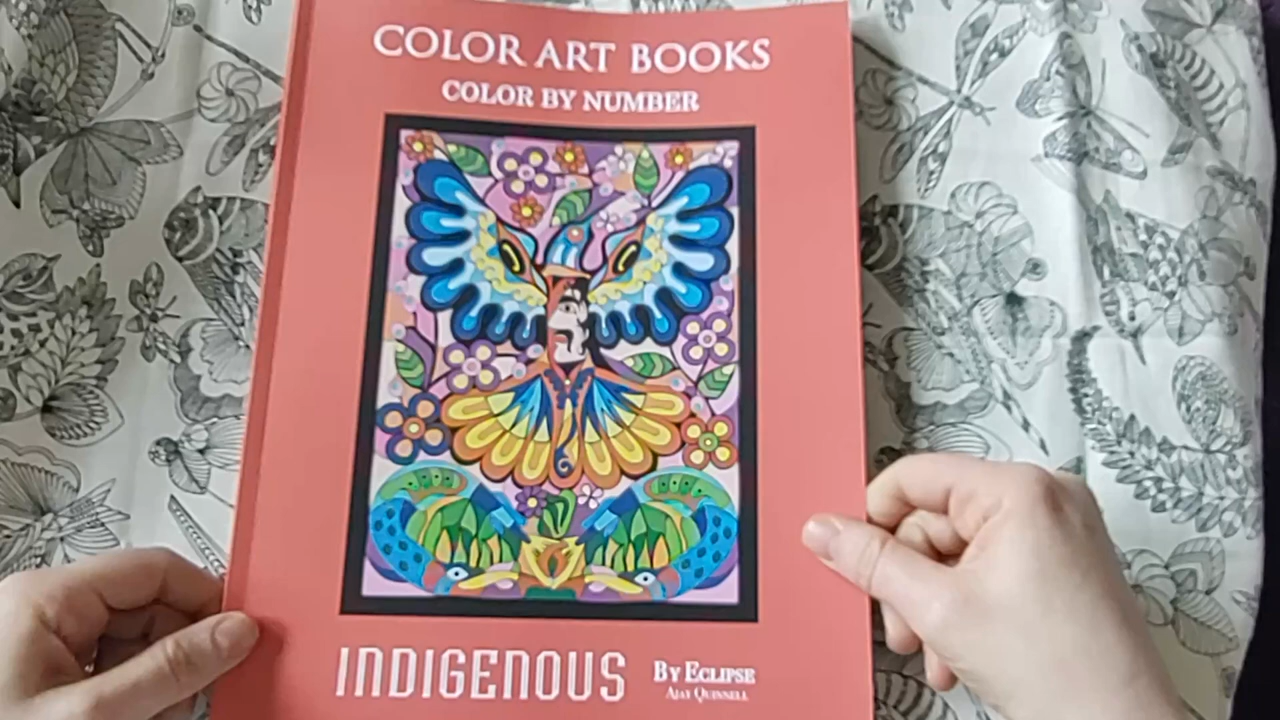 COLOR ART BOOKS
COLOR BY NUMBER
INDIGENOUS
BY ECLIPSE
AJAY QUINNELL